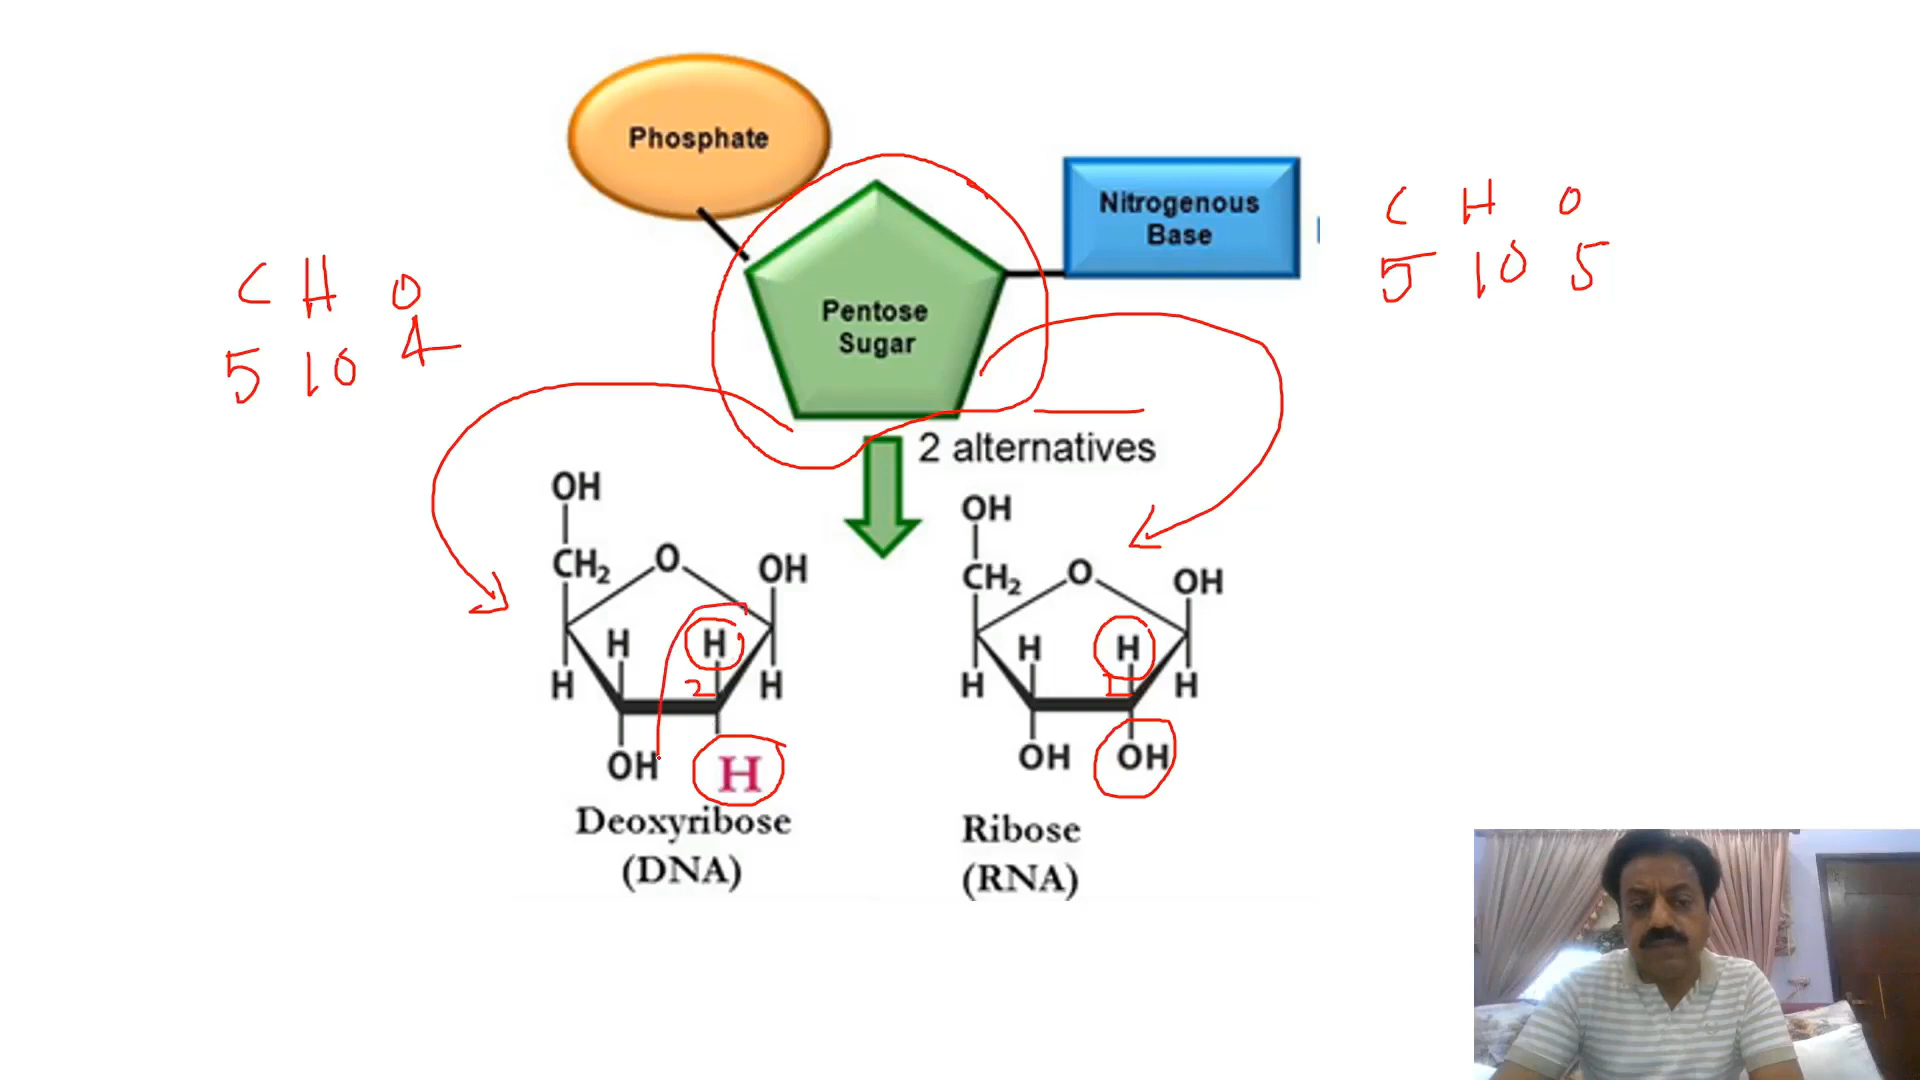 Phosphate
Nitrogenous
Base
C H O
5 10 5
Pentose
Sugar
C H O
5 10 4
2 alternatives
OH
CH₂
O
OH
H
H
H
2
H
OH
H
Deoxyribose
(DNA)
OH
CH₂
O
OH
H
H
H
H
OH
OH
Ribose
(RNA)